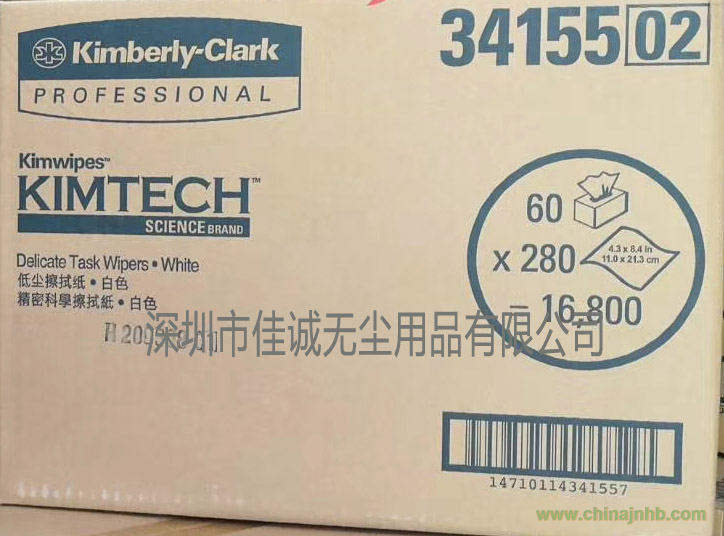 Kimberly-Clark
PROFESSIONAL
34155 02
Kimwipes™
KIMTECH™
SCIENCE BRAND
60
x 280
4.3 x 8.4 in
11.0 x 21.3 cm
= 16,800
Delicate Task Wipers • White
低尘擦拭纸 • 白色
精密科學擦拭紙 • 白色
深圳市佳诚无尘用品有限公司
14710114341557
www.chinajnhb.com